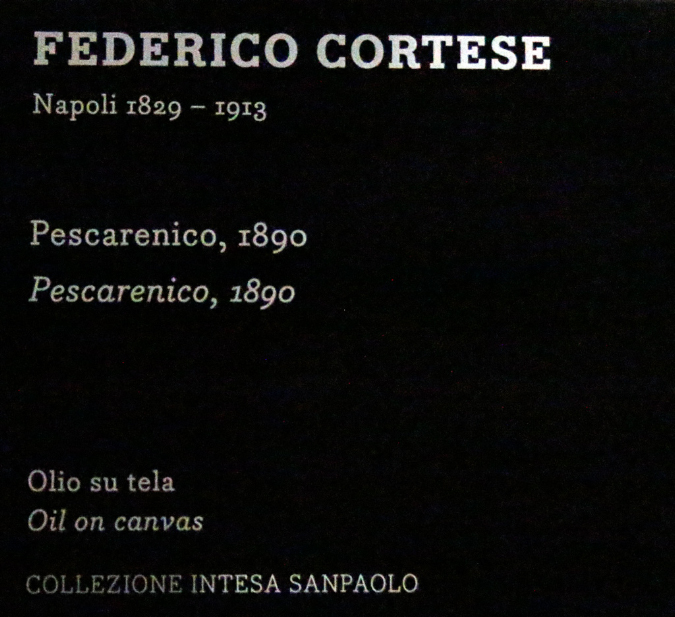 FEDERICO CORTESE
Napoli 1829 – 1913
Pescarenico, 1890
Pescarenico, 1890
Olio su tela
Oil on canvas
COLLEZIONE INTESA SANPAOLO